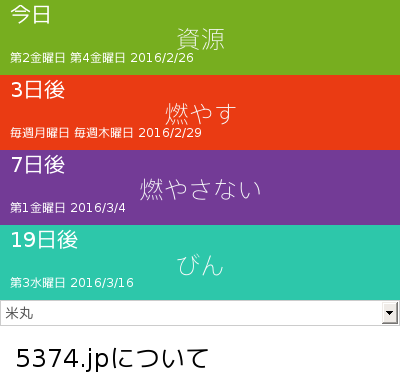 今日
資源
第2金曜日 第4金曜日 2016/2/26
3日後
燃やす
毎週月曜日 毎週木曜日 2016/2/29
7日後
燃やさない
第1金曜日 2016/3/4
19日後
びん
第3水曜日 2016/3/16
米丸
5374.jpについて